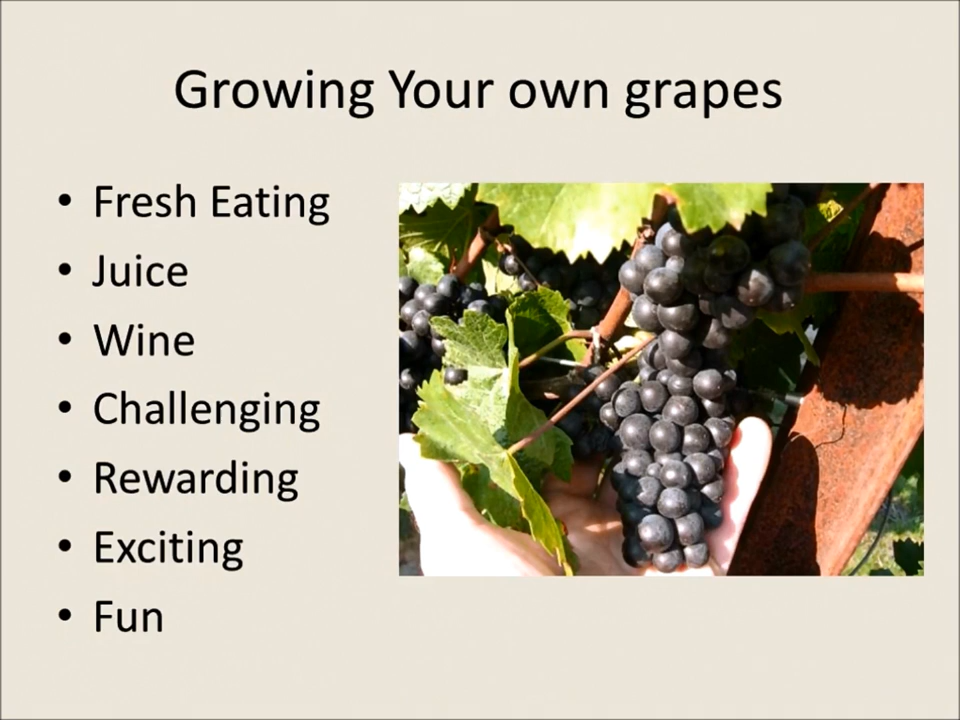 Growing Your own grapes
• Fresh Eating
• Juice
• Wine
• Challenging
• Rewarding
• Exciting
• Fun